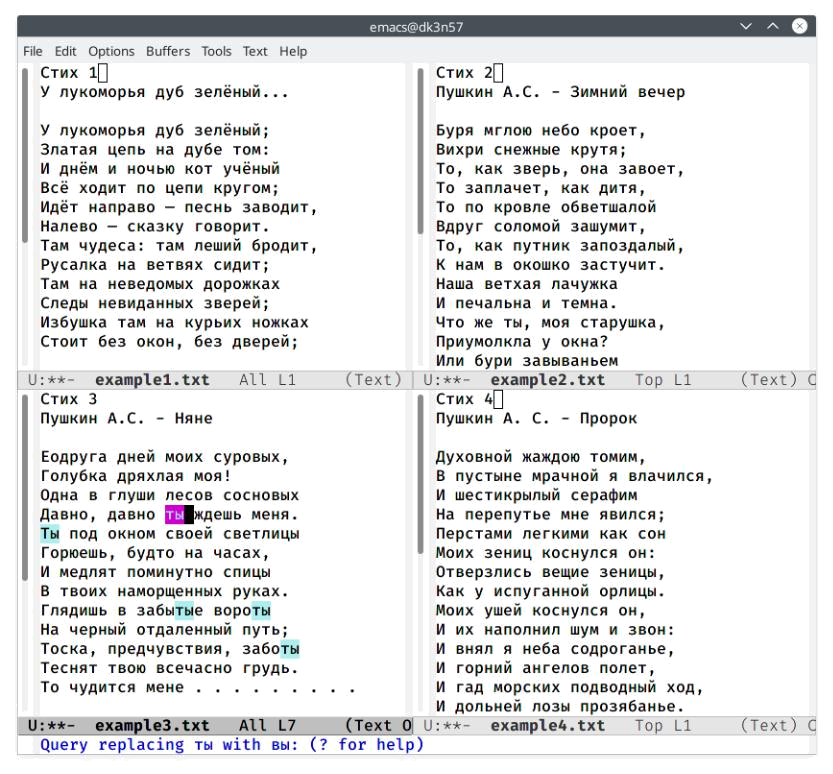 emacs@dk3n57
File Edit Options Buffers Tools Text Help
Стих 1
У лукоморья дуб зелёный...
У лукоморья дуб зелёный;
Златая цепь на дубе том:
И днём и ночью кот учёный
Всё ходит по цепи кругом;
Идёт направо — песнь заводит,
Налево — сказку говорит.
Там чудеса: там леший бродит,
Русалка на ветвях сидит;
Там на неведомых дорожках
Следы невиданных зверей;
Избушка там на курьих ножках
Стоит без окон, без дверей;
U:**- example1.txt All L1 (Text)
Стих 2
Пушкин А.С. - Зимний вечер
Буря мглою небо кроет,
Вихри снежные крутя;
То, как зверь, она завоет,
То заплачет, как дитя,
То по кровле обветшалой
Вдруг соломой зашумит,
То, как путник запоздалый,
К нам в окошко застучит.
Наша ветхая лачужка
И печальна и темна.
Что же ты, моя старушка,
Приумолкла у окна?
Или бури завываньем
U:**- example2.txt Top L1 (Text) C
Стих 3
Пушкин А.С. - Няне
Еодруга дней моих суровых,
Голубка дряхлая моя!
Одна в глуши лесов сосновых
Давно, давно ты ждешь меня.
Ты под окном своей светлицы
Горюешь, будто на часах,
И медлят поминутно спицы
В твоих наморщенных руках.
Глядишь в забытые вороты
На черный отдаленный путь;
Тоска, предчувствия, заботы
Теснят твою всечасно грудь.
То чудится мене . . . . . . . . .
U:**- example3.txt All L7 (Text O
Стих 4
Пушкин А. С. - Пророк
Духовной жаждою томим,
В пустыне мрачной я влачился,
И шестикрылый серафим
На перепутье мне явился;
Перстами легкими как сон
Моих зениц коснулся он:
Отверзлись вещие зеницы,
Как у испуганной орлицы.
Моих ушей коснулся он,
И их наполнил шум и звон:
И внял я неба содроганье,
И горний ангелов полет,
И гад морских подводный ход,
И дольней лозы прозябанье.
U:**- example4.txt Top L1 (Text) C
Query replacing ты with вы: (? for help)